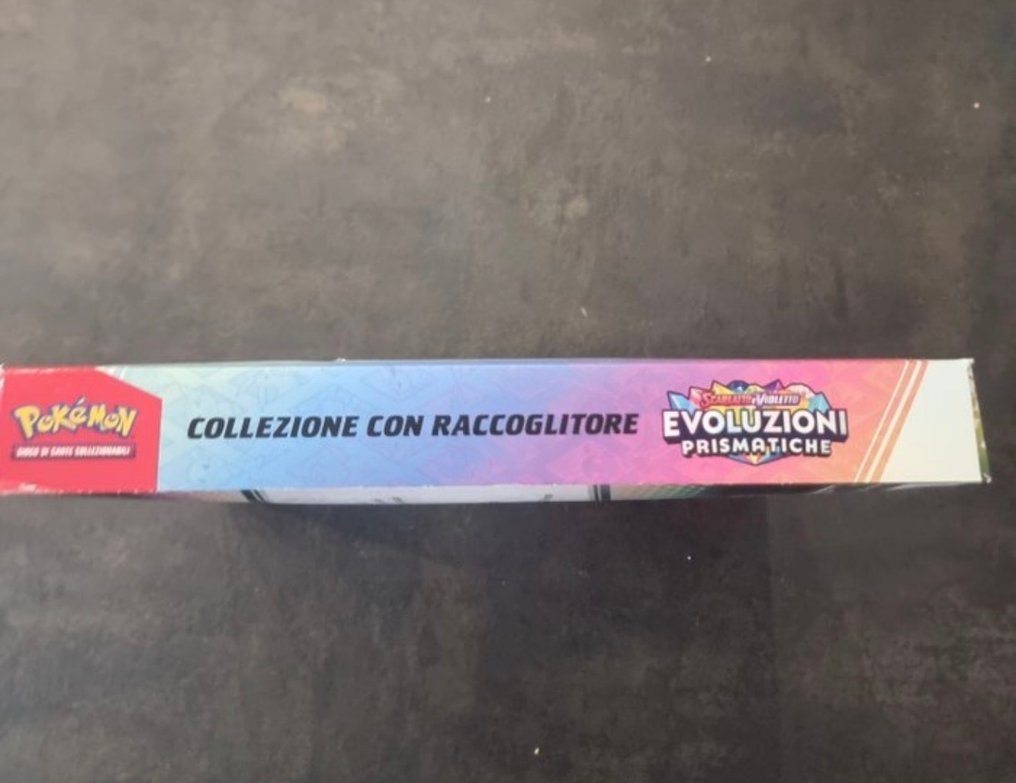 POKÉMON
GIOCO DI CARTE COLLEZIONABILI
COLLEZIONE CON RACCOGLITORE
SCARLATTO E VIOLETTO
EVOLUZIONI
PRISMATICHE